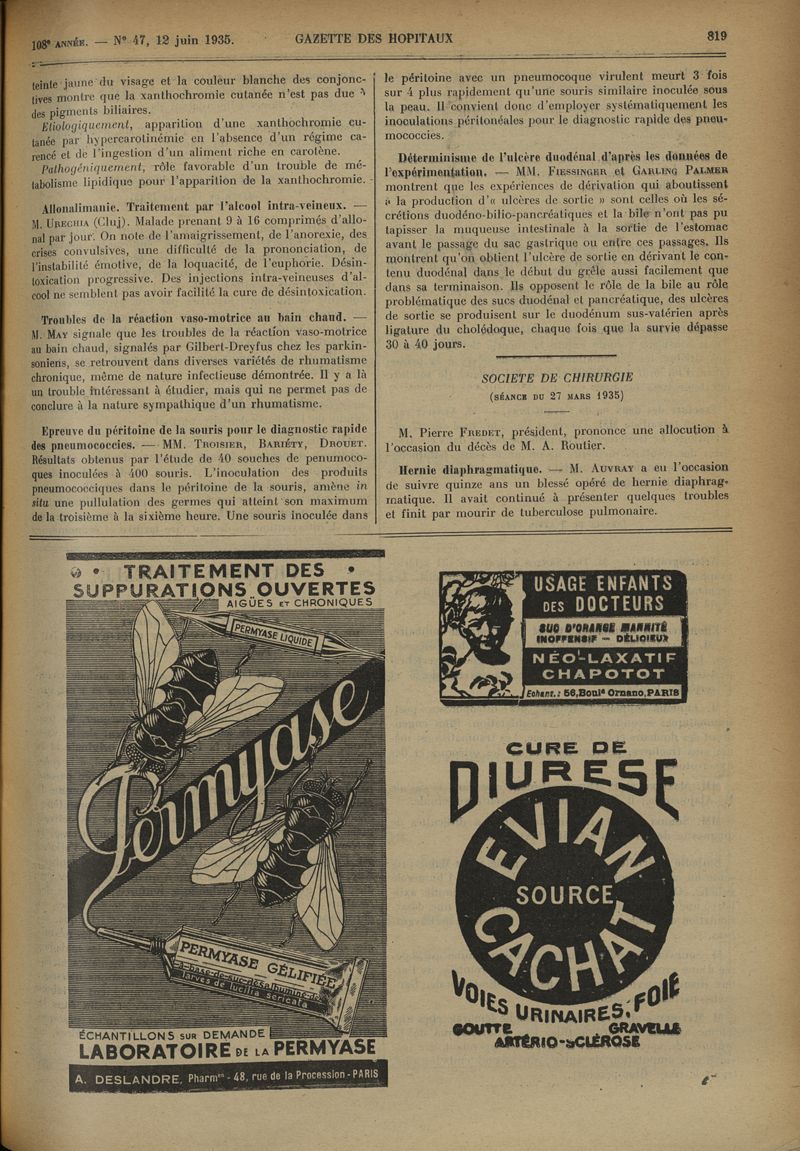 108e ANNÉE. — N° 47, 12 juin 1935.
GAZETTE DES HOPITAUX
819
teinte jaune du visage et la couleur blanche des conjonc-
tives montre que la xanthochromie cutanée n'est pas due à
des pigments biliaires.
Etiologiquement, apparition d'une xanthochromie cu-
tanée par hypercarotinémie en l'absence d'un régime ca-
rencé et de l'ingestion d'un aliment riche en carotène.
Pathogéniquement, rôle favorable d'un trouble de mé-
tabolisme lipidique pour l'apparition de la xanthochromie.
Allonalimanie. Traitement par l'alcool intra-veineux. —
M. URECHIA (Cluj). Malade prenant 9 à 16 comprimés d'allo-
nal par jour. On note de l'amaigrissement, de l'anorexie, des
crises convulsives, une difficulté de la prononciation, de
l'instabilité émotive, de la loquacité, de l'euphorie. Désin-
toxication progressive. Des injections intra-veineuses d'al-
cool ne semblent pas avoir facilité la cure de désintoxication.
Troubles de la réaction vaso-motrice au bain chaud. —
M. MAY signale que les troubles de la réaction vaso-motrice
au bain chaud, signalés par Gilbert-Dreyfus chez les parkin-
soniens, se retrouvent dans diverses variétés de rhumatisme
chronique, même de nature infectieuse démontrée. Il y a là
un trouble intéressant à étudier, mais qui ne permet pas de
conclure à la nature sympathique d'un rhumatisme.
Epreuve du péritoine de la souris pour le diagnostic rapide
des pneumococcies. — MM. TROISIER, BARIÉTY, DROUET.
Résultats obtenus par l'étude de 40 souches de penumoco-
ques inoculées à 400 souris. L'inoculation des produits
pneumococciques dans le péritoine de la souris, amène in
situ une pullulation des germes qui atteint son maximum
de la troisième à la sixième heure. Une souris inoculée dans
le péritoine avec un pneumocoque virulent meurt 3 fois
sur 4 plus rapidement qu'une souris similaire inoculée sous
la peau. Il convient donc d'employer systématiquement les
inoculations péritonéales pour le diagnostic rapide des pneu-
mococcies.
Déterminisme de l'ulcère duodénal d'après les données de
l'expérimentation. — MM. FIESSINGER et GARLING PALMER
montrent que les expériences de dérivation qui aboutissent
à la production d'« ulcères de sortie » sont celles où les sé-
crétions duodéno-bilio-pancréatiques et la bile n'ont pas pu
tapisser la muqueuse intestinale à la sortie de l'estomac
avant le passage du sac gastrique ou entre ces passages. Ils
montrent qu'on obtient l'ulcère de sortie en dérivant le con-
tenu duodénal dans le début du grêle aussi facilement que
dans sa terminaison. Ils opposent le rôle de la bile au rôle
problématique des sucs duodénal et pancréatique, des ulcères
de sortie se produisent sur le duodénum sus-vatérien après
ligature du cholédoque, chaque fois que la survie dépasse
30 à 40 jours.
SOCIETE DE CHIRURGIE
(SÉANCE DU 27 MARS 1935)
M. Pierre FREDET, président, prononce une allocution à
l'occasion du décès de M. A. Routier.
Hernie diaphragmatique. — M. AUVRAY a eu l'occasion
de suivre quinze ans un blessé opéré de hernie diaphrag-
matique. Il avait continué à présenter quelques troubles
et finit par mourir de tuberculose pulmonaire.
TRAITEMENT DES
SUPPURATIONS OUVERTES
AIGÜES ET CHRONIQUES
PERMYASE LIQUIDE
Permyase
PERMYASE GÉLIFIÉE
à base de suc désalbuminé de
larves de lucilia sericata
ÉCHANTILLONS SUR DEMANDE
LABORATOIRE DE LA PERMYASE
A. DESLANDRE, Pharmen - 48, rue de la Procession - PARIS
USAGE ENFANTS
DES DOCTEURS
SUC D'ORANGE MANNITÉ
INOFFENSIF — DÉLICIEUX
NÉO-LAXATIF
CHAPOTOT
Echant.: 56, Bould Ornano, PARIS
CURE DE
DIURESE
EVIAN
SOURCE
CACHAT
VOIES URINAIRES, FOIE
GOUTTE GRAVELLE
ARTÉRIO-SCLÉROSE